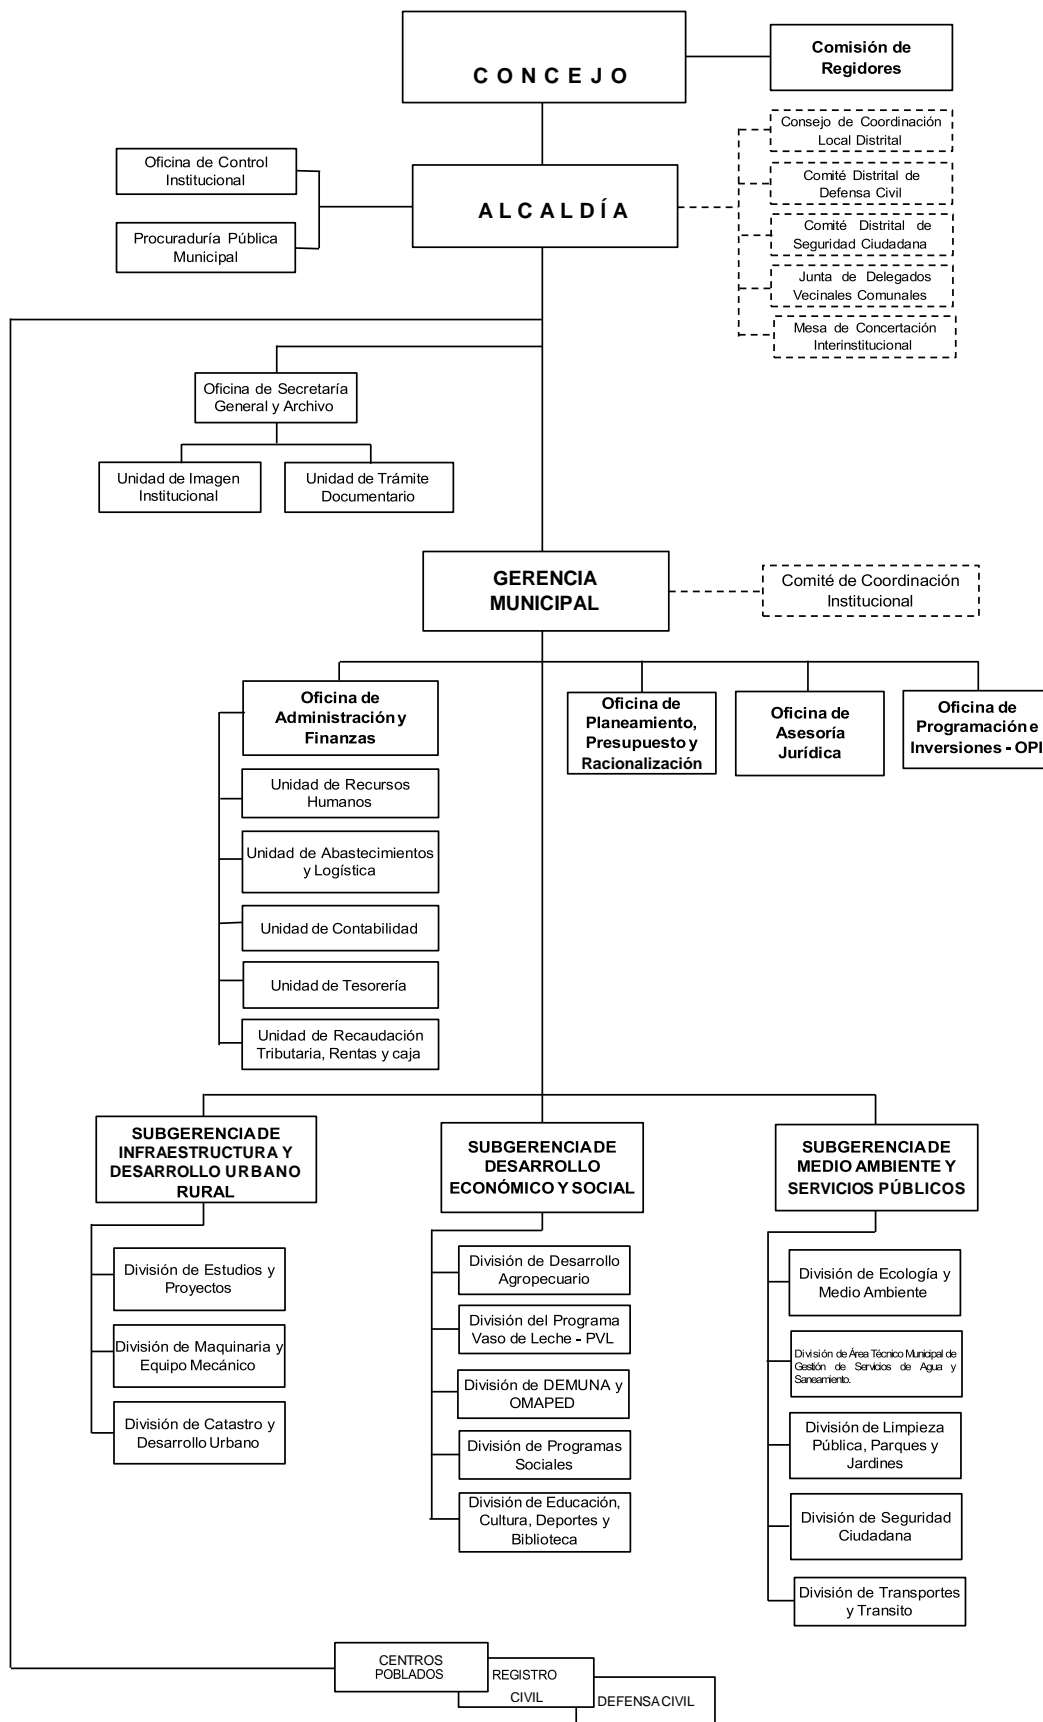 CONCEJO
Comisión de
Regidores
Consejo de Coordinación
Local Distrital
Oficina de Control
Institucional
Comité Distrital de
Defensa Civil
ALCALDÍA
Procuraduría Pública
Municipal
Comité Distrital de
Seguridad Ciudadana
Junta de Delegados
Vecinales Comunales
Mesa de Concertación
Interinstitucional
Oficina de Secretaría
General y Archivo
Unidad de Imagen
Institucional
Unidad de Trámite
Documentario
GERENCIA
MUNICIPAL
Comité de Coordinación
Institucional
Oficina de
Administración y
Finanzas
Oficina de
Planeamiento,
Presupuesto y
Racionalización
Oficina de
Asesoría
Jurídica
Oficina de
Programación e
Inversiones - OPI
Unidad de Recursos
Humanos
Unidad de Abastecimientos
y Logística
Unidad de Contabilidad
Unidad de Tesorería
Unidad de Recaudación
Tributaria, Rentas y caja
SUBGERENCIA DE
INFRAESTRUCTURA Y
DESARROLLO URBANO
RURAL
SUBGERENCIA DE
DESARROLLO
ECONÓMICO Y SOCIAL
SUBGERENCIA DE
MEDIO AMBIENTE Y
SERVICIOS PÚBLICOS
División de Estudios y
Proyectos
División de Maquinaria y
Equipo Mecánico
División de Catastro y
Desarrollo Urbano
División de Desarrollo
Agropecuario
División del Programa
Vaso de Leche - PVL
División de DEMUNA y
OMAPED
División de Programas
Sociales
División de Educación,
Cultura, Deportes y
Biblioteca
División de Ecología y
Medio Ambiente
División de Área Técnico Municipal de
Gestión de Servicios de Agua y
Saneamiento.
División de Limpieza
Pública, Parques y
Jardines
División de Seguridad
Ciudadana
División de Transportes
y Transito
CENTROS
POBLADOS
REGISTRO
CIVIL
DEFENSA CIVIL